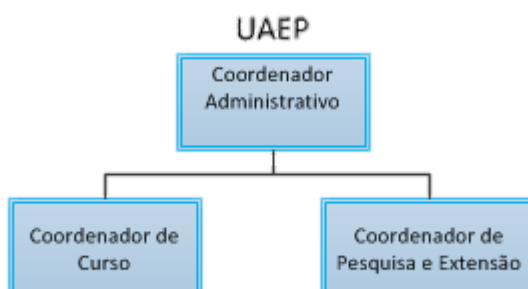 UAEP
Coordenador
Administrativo
Coordenador de
Curso
Coordenador de
Pesquisa e Extensão